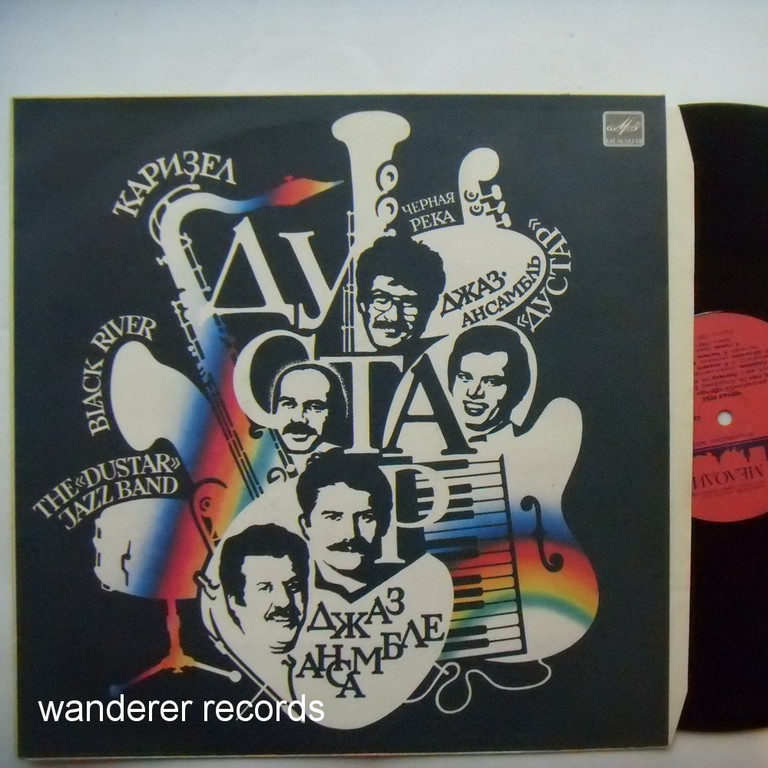 МЕЛОДИЯ
КАРИЗЕЛ
ЧЕРНАЯ
РЕКА
ДУ
СТА
Р
ДЖАЗ-
АНСАМБЛЬ
«ДУСТАР»
BLACK RIVER
THE «DUSTAR»
JAZZ BAND
ДЖАЗ
АНСАМБЛЕ
wanderer records
МЕЛОДИЯ